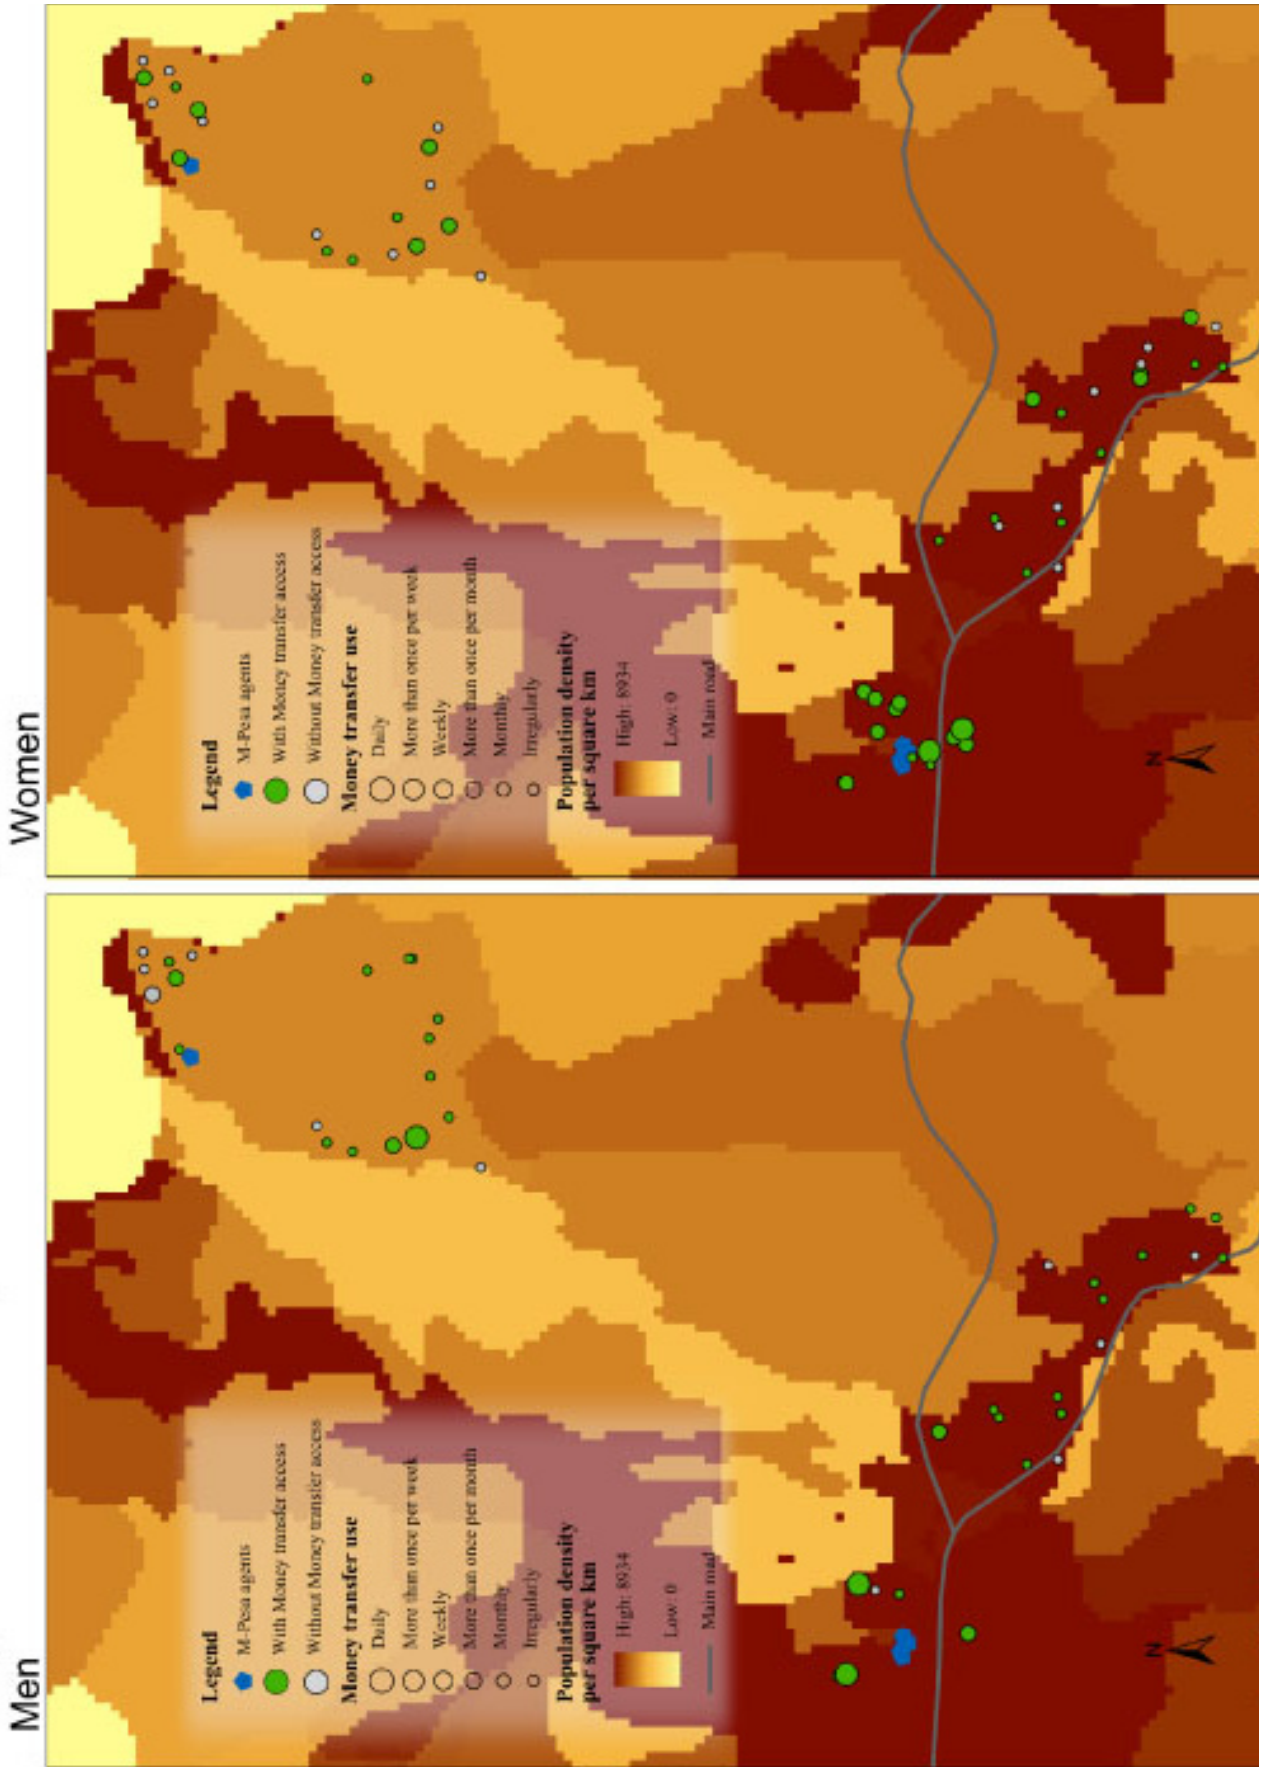 Men
Legend
M-Pesa agents
With Money transfer access
Without Money transfer access
Money transfer use
Daily
More than once per week
Weekly
More than once per month
Monthly
Irregularly
Population density
per square km
High: 8934
Low: 0
Main road
N
Women
Legend
M-Pesa agents
With Money transfer access
Without Money transfer access
Money transfer use
Daily
More than once per week
Weekly
More than once per month
Monthly
Irregularly
Population density
per square km
High: 8934
Low: 0
Main road
N